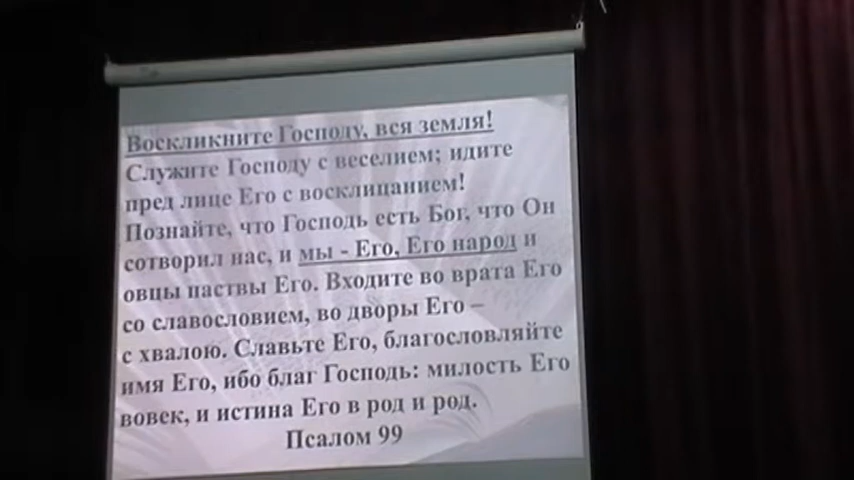 Воскликните Господу, вся земля!
Служите Господу с веселием; идите
пред лице Его с восклицанием!
Познайте, что Господь есть Бог, что Он
сотворил нас, и мы - Его, Его народ и
овцы паствы Его. Входите во врата Его
со славословием, во дворы Его –
с хвалою. Славьте Его, благословляйте
имя Его, ибо благ Господь: милость Его
вовек, и истина Его в род и род.
Псалом 99